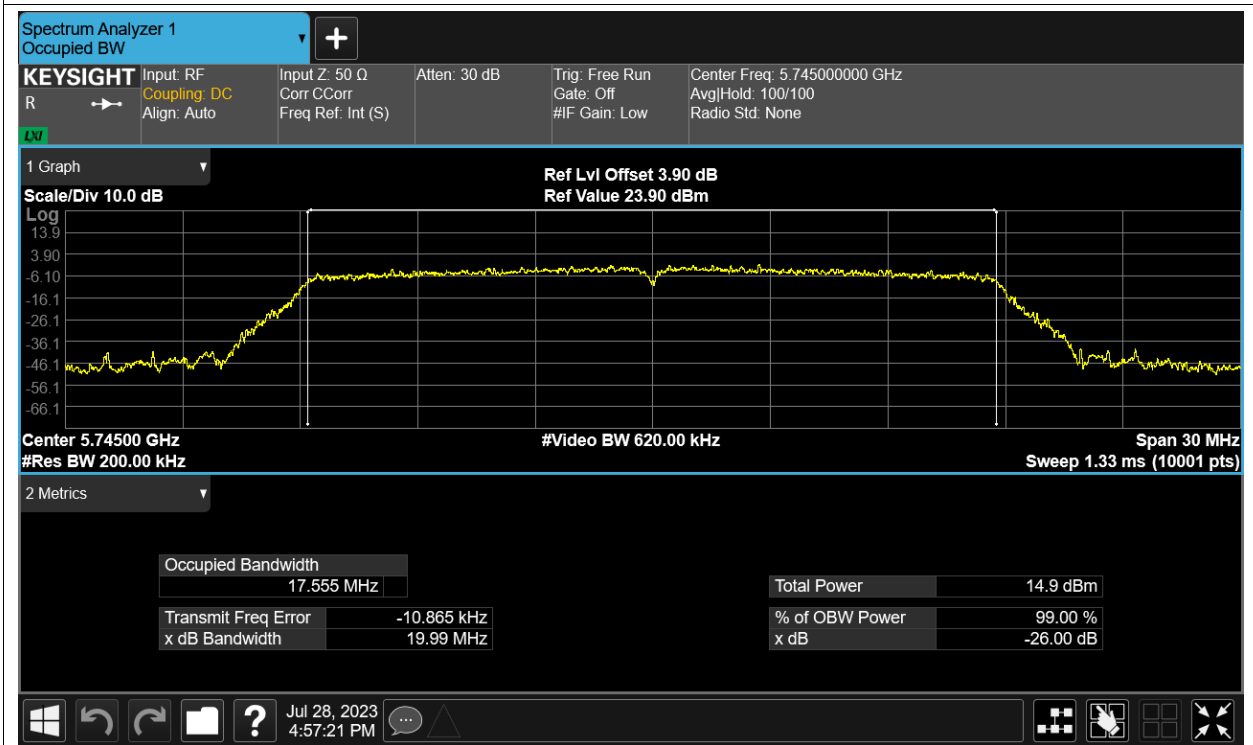 Spectrum Analyzer 1
Occupied BW
KEYSIGHT
R
LXI
Input: RF
Coupling: DC
Align: Auto
Input Z: 50 Ω
Corr CCorr
Freq Ref: Int (S)
Atten: 30 dB
Trig: Free Run
Gate: Off
#IF Gain: Low
Center Freq: 5.745000000 GHz
Avg|Hold: 100/100
Radio Std: None
1 Graph
Scale/Div 10.0 dB
Ref Lvl Offset 3.90 dB
Ref Value 23.90 dBm
Log
13.9
3.90
-6.10
-16.1
-26.1
-36.1
-46.1
-56.1
-66.1
Center 5.74500 GHz
#Res BW 200.00 kHz
#Video BW 620.00 kHz
Span 30 MHz
Sweep 1.33 ms (10001 pts)
2 Metrics
Occupied Bandwidth
17.555 MHz
Transmit Freq Error -10.865 kHz
x dB Bandwidth 19.99 MHz
Total Power 14.9 dBm
% of OBW Power 99.00 %
x dB -26.00 dB
?
Jul 28, 2023
4:57:21 PM